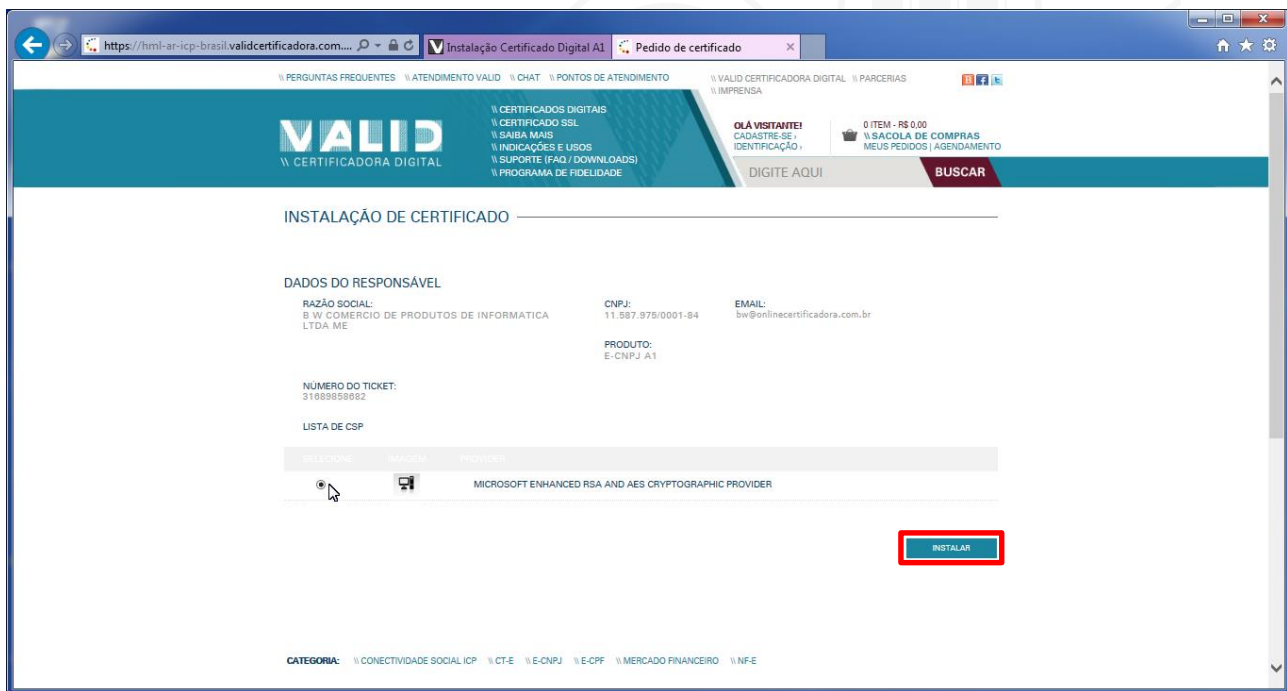 https://hml-ar-icp-brasil.validcertificadora.com....
Instalação Certificado Digital A1
Pedido de certificado
\\ PERGUNTAS FREQUENTES \\ ATENDIMENTO VALID \\ CHAT \\ PONTOS DE ATENDIMENTO
\\ VALID CERTIFICADORA DIGITAL \\ PARCERIAS
\\ IMPRENSA
VALID
\\ CERTIFICADORA DIGITAL
\\ CERTIFICADOS DIGITAIS
\\ CERTIFICADO SSL
\\ SAIBA MAIS
\\ INDICAÇÕES E USOS
\\ SUPORTE (FAQ / DOWNLOADS)
\\ PROGRAMA DE FIDELIDADE
OLÁ VISITANTE!
CADASTRE-SE ›
IDENTIFICAÇÃO ›
0 ITEM - R$ 0,00
\\ SACOLA DE COMPRAS
MEUS PEDIDOS | AGENDAMENTO
DIGITE AQUI
BUSCAR
INSTALAÇÃO DE CERTIFICADO
DADOS DO RESPONSÁVEL
RAZÃO SOCIAL:
B W COMERCIO DE PRODUTOS DE INFORMATICA
LTDA ME
CNPJ:
11.587.975/0001-84
EMAIL:
bw@onlinecertificadora.com.br
PRODUTO:
E-CNPJ A1
NÚMERO DO TICKET:
31689858682
LISTA DE CSP
SELECIONE IMAGEM PROVIDER
MICROSOFT ENHANCED RSA AND AES CRYPTOGRAPHIC PROVIDER
INSTALAR
CATEGORIA: \\ CONECTIVIDADE SOCIAL ICP \\ CT-E \\ E-CNPJ \\ E-CPF \\ MERCADO FINANCEIRO \\ NF-E